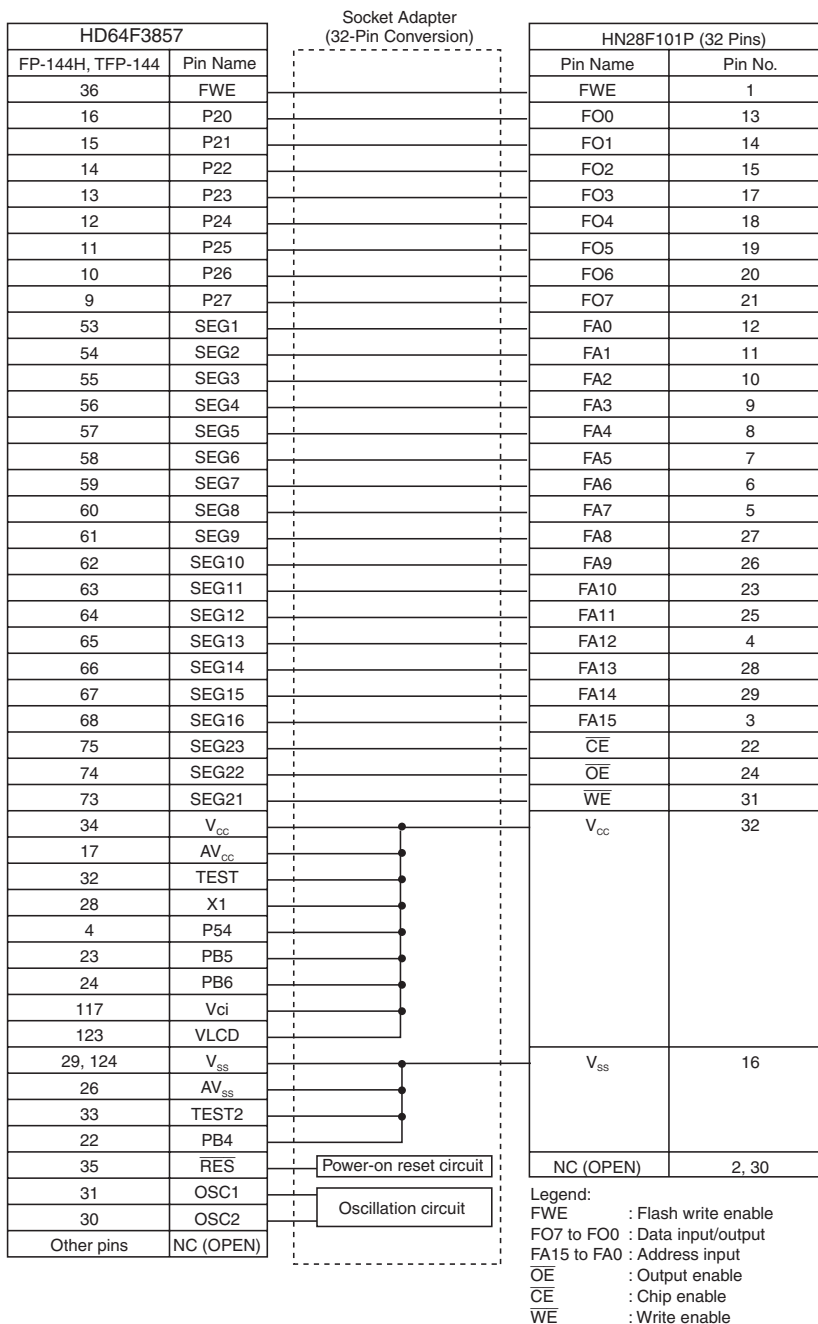 Socket Adapter
(32-Pin Conversion)
HD64F3857 HN28F101P (32 Pins)
FP-144H, TFP-144 Pin Name Pin Name Pin No.
36 FWE FWE 1
16 P20 FO0 13
15 P21 FO1 14
14 P22 FO2 15
13 P23 FO3 17
12 P24 FO4 18
11 P25 FO5 19
10 P26 FO6 20
9 P27 FO7 21
53 SEG1 FA0 12
54 SEG2 FA1 11
55 SEG3 FA2 10
56 SEG4 FA3 9
57 SEG5 FA4 8
58 SEG6 FA5 7
59 SEG7 FA6 6
60 SEG8 FA7 5
61 SEG9 FA8 27
62 SEG10 FA9 26
63 SEG11 FA10 23
64 SEG12 FA11 25
65 SEG13 FA12 4
66 SEG14 FA13 28
67 SEG15 FA14 29
68 SEG16 FA15 3
75 SEG23 C̅E̅ 22
74 SEG22 O̅E̅ 24
73 SEG21 W̅E̅ 31
34 Vcc Vcc 32
17 AVcc
32 TEST
28 X1
4 P54
23 PB5
24 PB6
117 Vci
123 VLCD
29, 124 Vss Vss 16
26 AVss
33 TEST2
22 PB4
35 R̅E̅S̅ Power-on reset circuit NC (OPEN) 2, 30
31 OSC1 Oscillation circuit
30 OSC2
Other pins NC (OPEN)
Legend:
FWE : Flash write enable
FO7 to FO0 : Data input/output
FA15 to FA0 : Address input
O̅E̅ : Output enable
C̅E̅ : Chip enable
W̅E̅ : Write enable